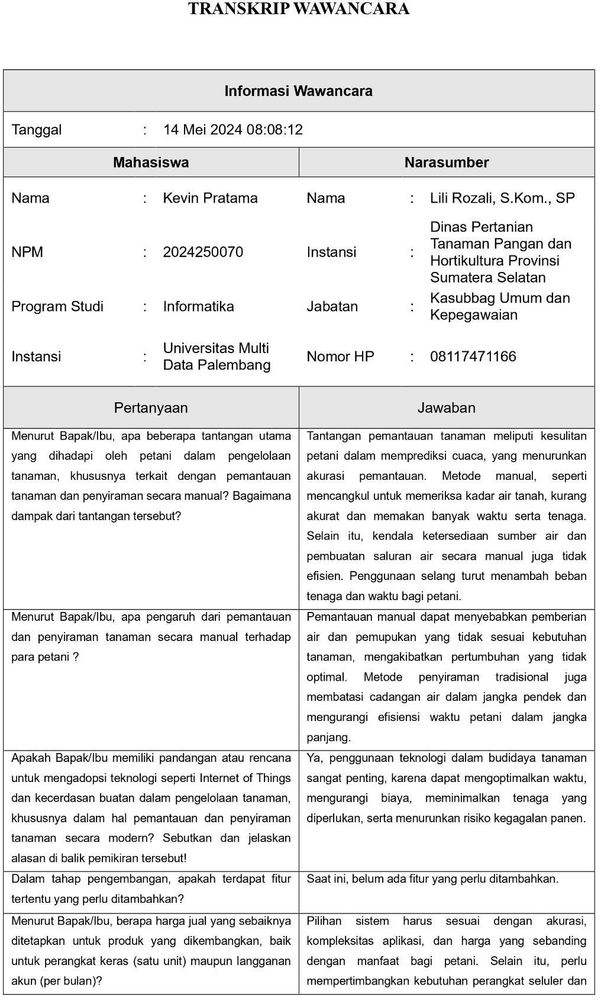 TRANSKRIP WAWANCARA
Informasi Wawancara
Tanggal : 14 Mei 2024 08:08:12
Mahasiswa
Narasumber
Nama : Kevin Pratama
Nama : Lili Rozali, S.Kom., SP
NPM : 2024250070
Instansi : Dinas Pertanian
Tanaman Pangan dan
Hortikultura Provinsi
Sumatera Selatan
Program Studi : Informatika
Jabatan : Kasubbag Umum dan
Kepegawaian
Instansi : Universitas Multi
Data Palembang
Nomor HP : 08117471166
Pertanyaan
Jawaban
Menurut Bapak/Ibu, apa beberapa tantangan utama
yang dihadapi oleh petani dalam pengelolaan
tanaman, khususnya terkait dengan pemantauan
tanaman dan penyiraman secara manual? Bagaimana
dampak dari tantangan tersebut?
Tantangan pemantauan tanaman meliputi kesulitan
petani dalam memprediksi cuaca, yang menurunkan
akurasi pemantauan. Metode manual, seperti
mencangkul untuk memeriksa kadar air tanah, kurang
akurat dan memakan banyak waktu serta tenaga.
Selain itu, kendala ketersediaan sumber air dan
pembuatan saluran air secara manual juga tidak
efisien. Penggunaan selang turut menambah beban
tenaga dan waktu bagi petani.
Menurut Bapak/Ibu, apa pengaruh dari pemantauan
dan penyiraman tanaman secara manual terhadap
para petani ?
Pemantauan manual dapat menyebabkan pemberian
air dan pemupukan yang tidak sesuai kebutuhan
tanaman, mengakibatkan pertumbuhan yang tidak
optimal. Metode penyiraman tradisional juga
membatasi cadangan air dalam jangka pendek dan
mengurangi efisiensi waktu petani dalam jangka
panjang.
Apakah Bapak/Ibu memiliki pandangan atau rencana
untuk mengadopsi teknologi seperti Internet of Things
dan kecerdasan buatan dalam pengelolaan tanaman,
khususnya dalam hal pemantauan dan penyiraman
tanaman secara modern? Sebutkan dan jelaskan
alasan di balik pemikiran tersebut!
Ya, penggunaan teknologi dalam budidaya tanaman
sangat penting, karena dapat mengoptimalkan waktu,
mengurangi biaya, meminimalkan tenaga yang
diperlukan, serta menurunkan risiko kegagalan panen.
Dalam tahap pengembangan, apakah terdapat fitur
tertentu yang perlu ditambahkan?
Saat ini, belum ada fitur yang perlu ditambahkan.
Menurut Bapak/Ibu, berapa harga jual yang sebaiknya
ditetapkan untuk produk yang dikembangkan, baik
untuk perangkat keras (satu unit) maupun langganan
akun (per bulan)?
Pilihan sistem harus sesuai dengan akurasi,
kompleksitas aplikasi, dan harga yang sebanding
dengan manfaat bagi petani. Selain itu, perlu
mempertimbangkan kebutuhan perangkat seluler dan